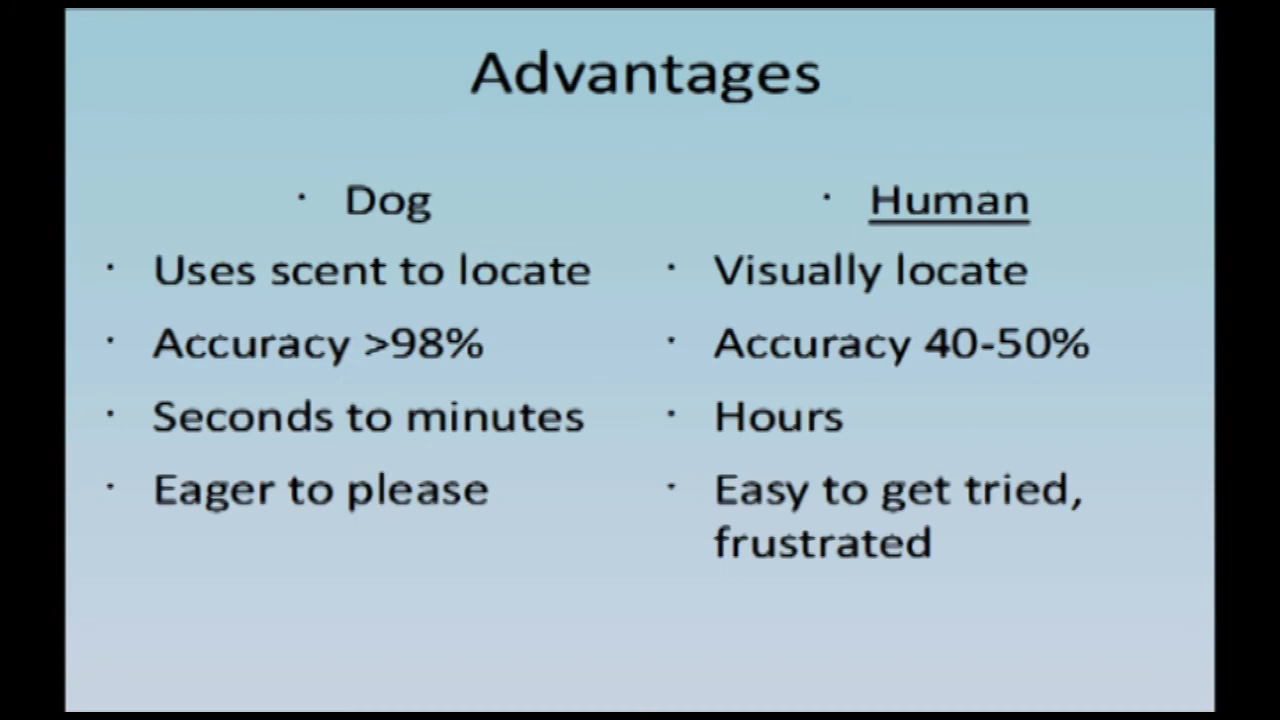 Advantages
· Dog
· Uses scent to locate
· Accuracy >98%
· Seconds to minutes
· Eager to please
· Human
· Visually locate
· Accuracy 40-50%
· Hours
· Easy to get tried,
frustrated